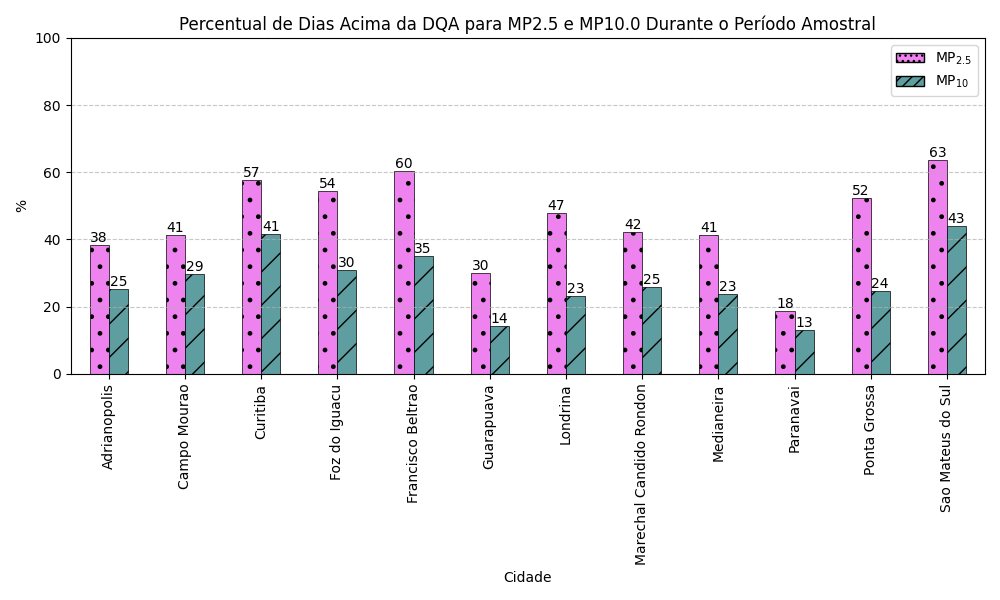 Percentual de Dias Acima da DQA para MP2.5 e MP10.0 Durante o Período Amostral
%
100
80
60
40
20
0
MP2.5
MP10
38
25
41
29
57
41
54
30
60
35
30
14
47
23
42
25
41
23
18
13
52
24
63
43
Adrianopolis
Campo Mourao
Curitiba
Foz do Iguacu
Francisco Beltrao
Guarapuava
Londrina
Marechal Candido Rondon
Medianeira
Paranavai
Ponta Grossa
Sao Mateus do Sul
Cidade